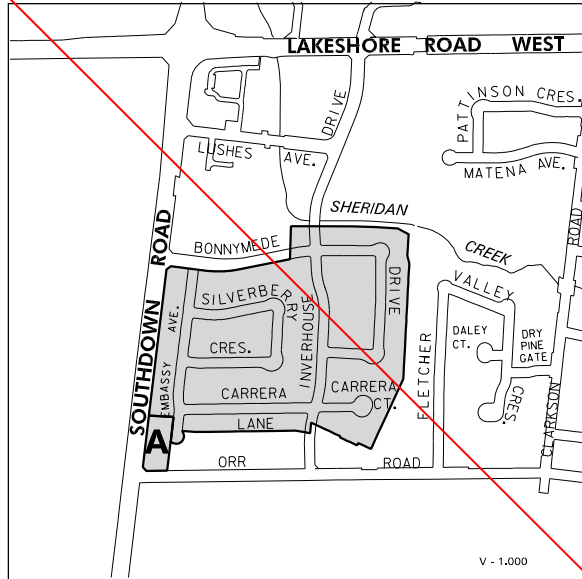 LAKESHORE ROAD WEST
PATTINSON CRES.
DRIVE
LUSHES AVE.
MATENA AVE.
SHERIDAN
CREEK
ROAD
SOUTHDOWN ROAD
BONNYMEDE
DRIVE
VALLEY
SILVERBERRY
CRES.
EMBASSY AVE.
INVERHOUSE
DALEY
CT.
DRY
PINE
GATE
FLETCHER
CRES.
CLARKSON
CARRERA
CARRERA
CT.
LANE
A
ORR ROAD
V - 1.000